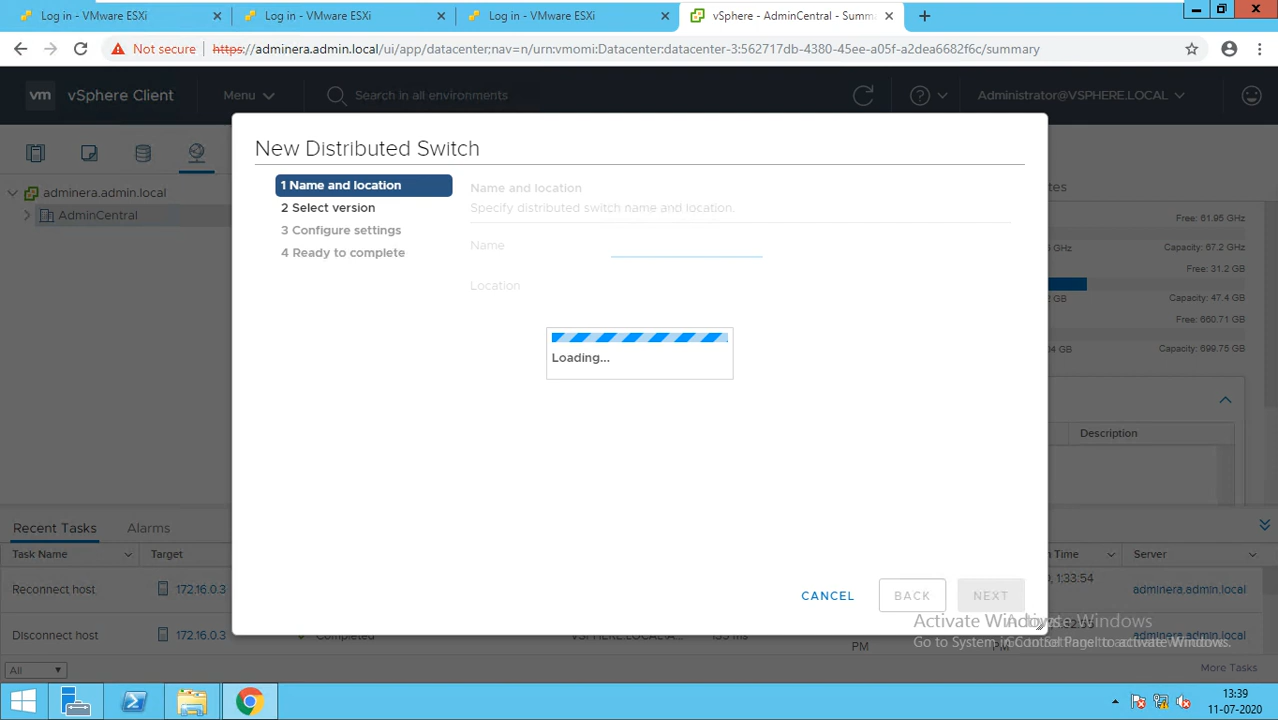 Log in - VMware ESXi
Log in - VMware ESXi
Log in - VMware ESXi
vSphere - AdminCentral - Summ
Not secure
https://adminera.admin.local/ui/app/datacenter;nav=n/urn:vmomi:Datacenter:datacenter-3:562717db-4380-45ee-a05f-a2dea6682f6c/summary
vm vSphere Client
Menu
Search in all environments
Administrator@VSPHERE.LOCAL
adminera.admin.local
AdminCentral
New Distributed Switch
1 Name and location
2 Select version
3 Configure settings
4 Ready to complete
Name and location
Specify distributed switch name and location.
Name
Location
Loading...
CANCEL
BACK
NEXT
Free: 61.95 GHz
Capacity: 67.2 GHz
Free: 31.2 GB
Capacity: 47.4 GB
Free: 660.71 GB
Capacity: 699.75 GB
Description
Recent Tasks
Alarms
Task Name
Target
Time
Server
Reconnect host
172.16.0.3
1:33:54
adminera.admin.local
Disconnect host
172.16.0.3
Completed
PM
PM
adminera.admin.local
All
More Tasks
Activate Windows
Go to System in Control Panel to activate Windows.
13:39
11-07-2020